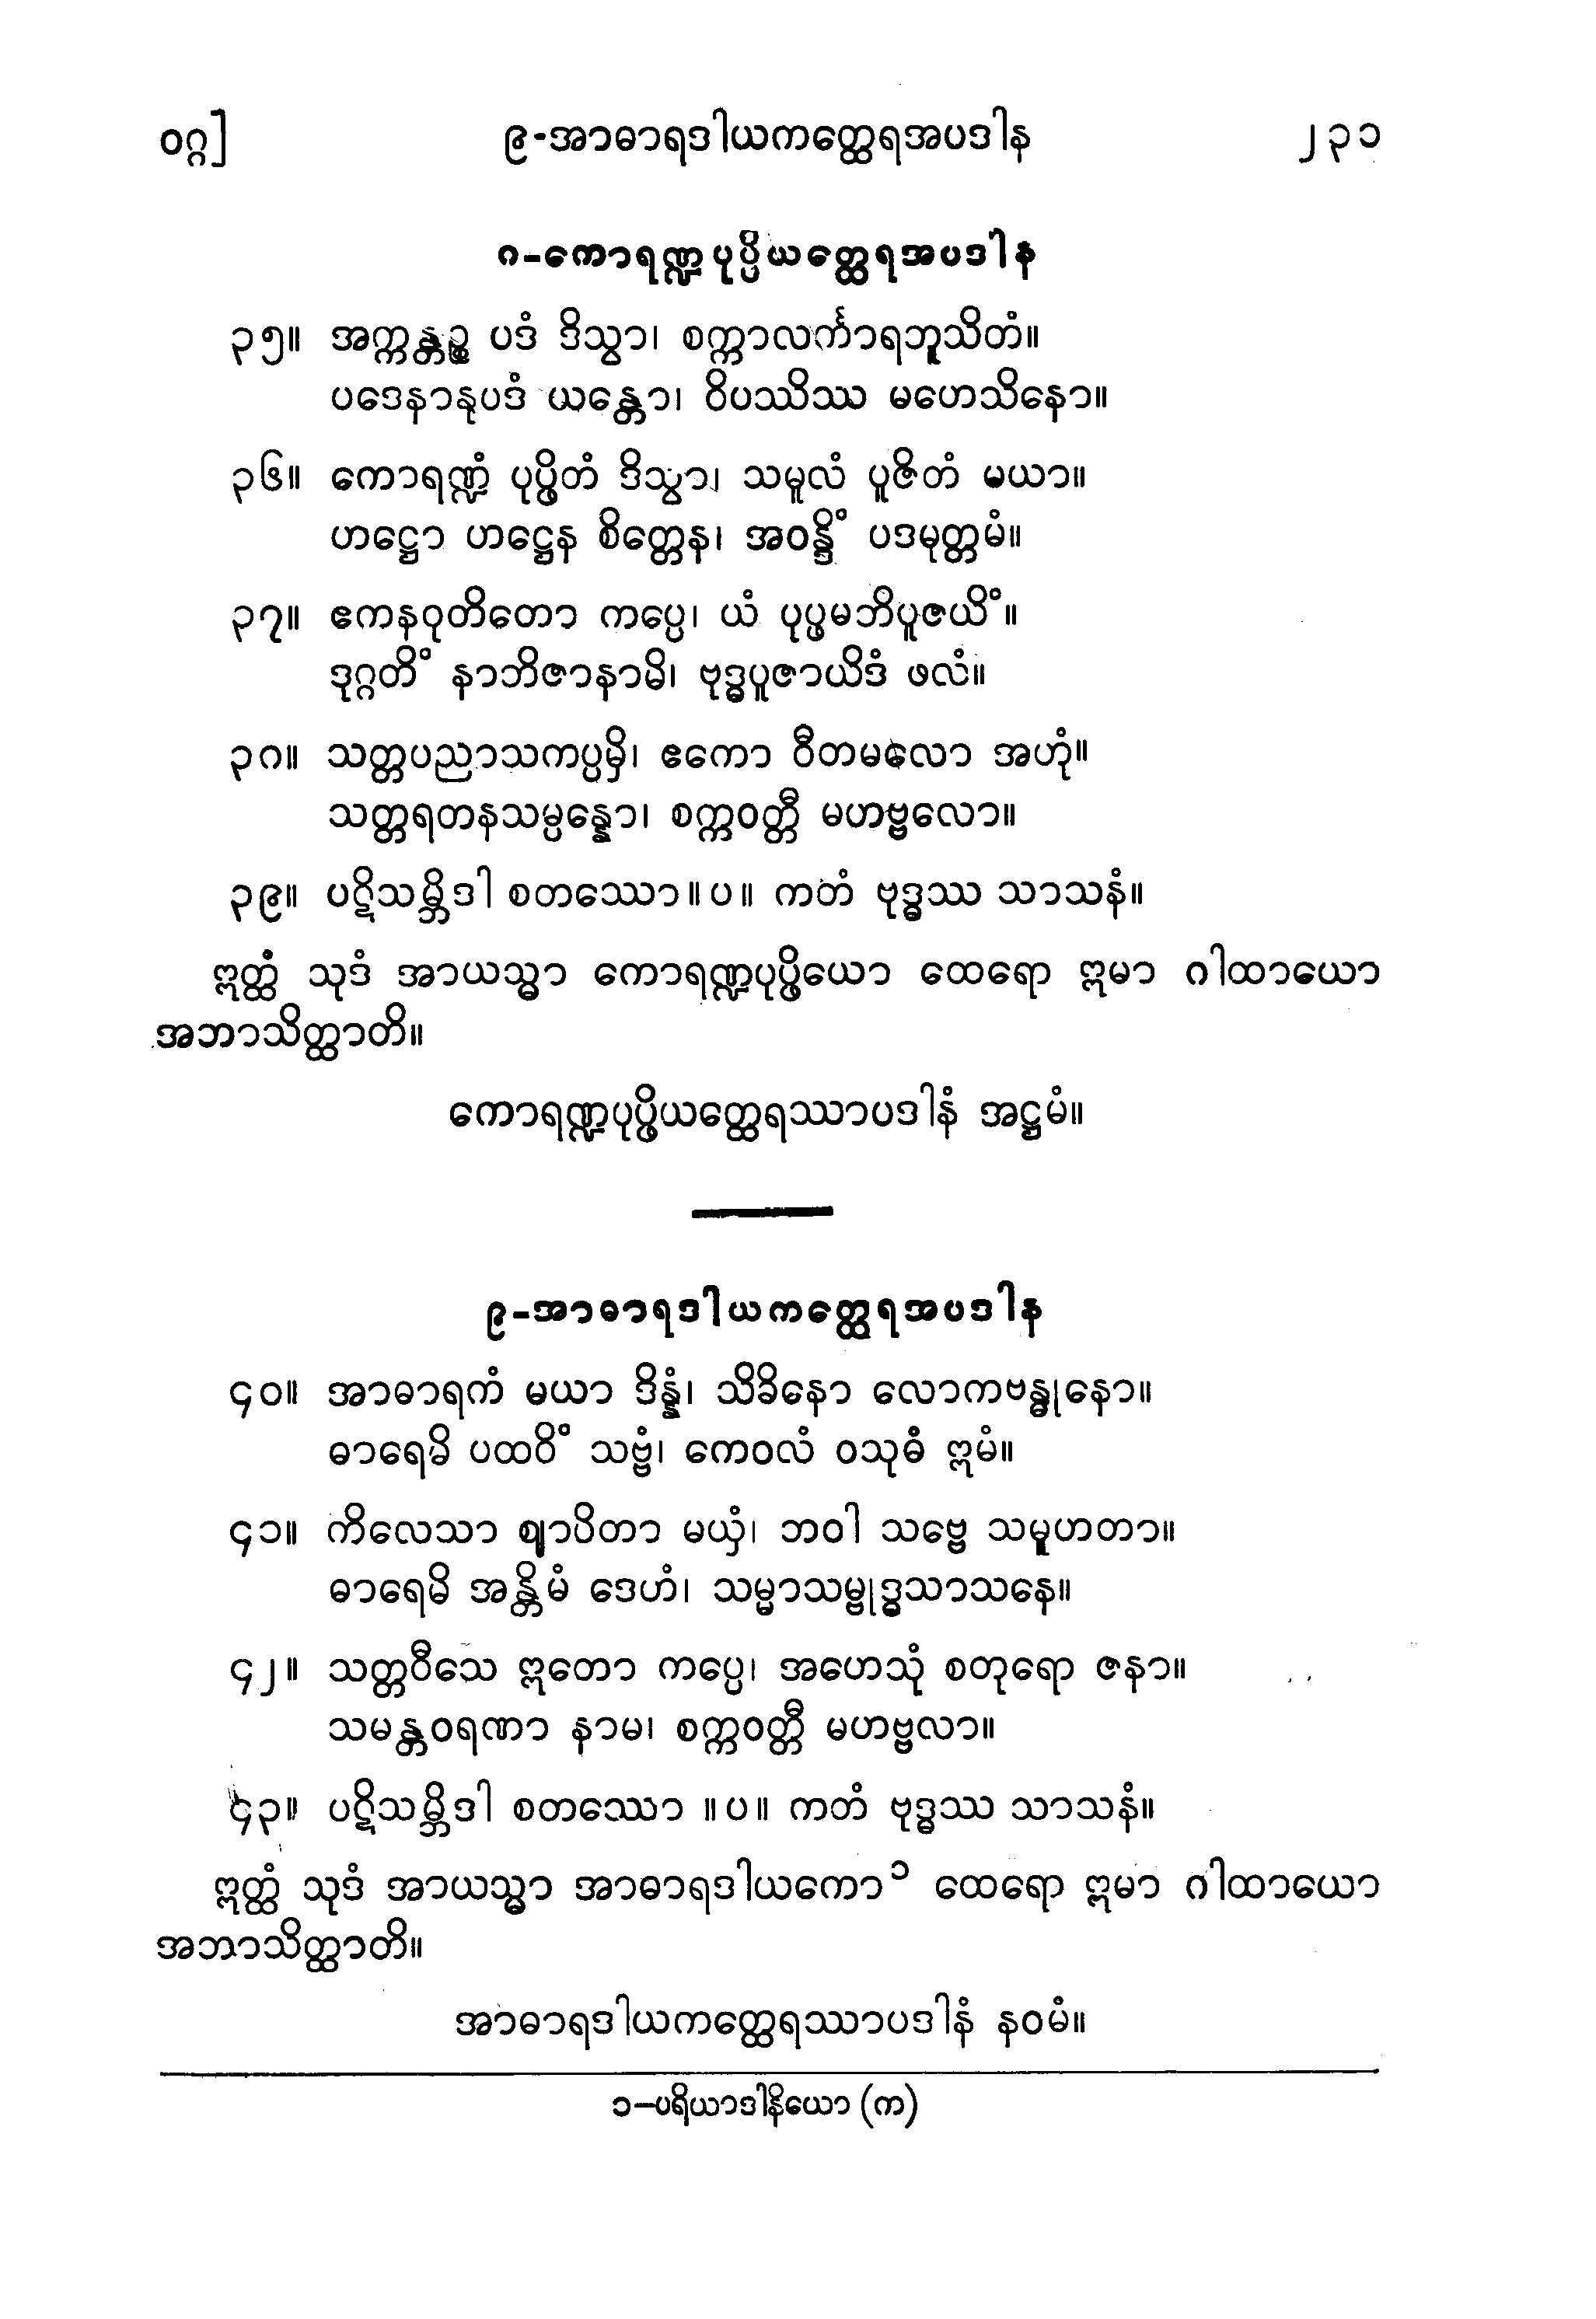 ဝဂ္ဂ]
၉-အာဓာရဒါယကတ္ထေရအပဒါန
၂၃၁
၈-ကောရဏ္ဍပုပ္ဖိယတ္ထေရအပဒါန
၃၅။ အက္ကန္တဉ္စ ပဒံ ဒိသွာ၊ စက္ကာလင်္ကာရဘူသိတံ။
ပဒေနာနုပဒံ ယန္တော၊ ဝိပဿိဿ မဟေသိနော။
၃၆။ ကောရဏ္ဍံ ပုပ္ဖိတံ ဒိသွာ၊ သမူလံ ပူဇိတံ မယာ။
ဟဋ္ဌော ဟဋ္ဌေန စိတ္တေန၊ အဝန္ဒိံ ပဒမုတ္တမံ။
၃၇။ ဧကနဝုတိတော ကပ္ပေ၊ ယံ ပုပ္ဖမဘိပူဇယိံ။
ဒုဂ္ဂတိံ နာဘိဇာနာမိ၊ ဗုဒ္ဓပူဇာယိဒံ ဖလံ။
၃၈။ သတ္တပညာသကပ္ပမှိ၊ ဧကော ဝီတမလော အဟုံ။
သတ္တရတနသမ္ပန္နော၊ စက္ကဝတ္တီ မဟဗ္ဗလော။
၃၉။ ပဋိသမ္ဘိဒါ စတဿော။ပ။ ကတံ ဗုဒ္ဓဿ သာသနံ။
ဣတ္ထံ သုဒံ အာယသ္မာ ကောရဏ္ဍပုပ္ဖိယော ထေရော ဣမာ ဂါထာယော
အဘာသိတ္ထာတိ။
ကောရဏ္ဍပုပ္ဖိယတ္ထေရဿာပဒါနံ အဋ္ဌမံ။
၉-အာဓာရဒါယကတ္ထေရအပဒါန
၄၀။ အာဓာရကံ မယာ ဒိန္နံ၊ သိခိနော လောကဗန္ဓုနော။
ဓာရေမိ ပထဝိံ သဗ္ဗံ၊ ကေဝလံ ဝသုဓံ ဣမံ။
၄၁။ ကိလေသာ ဈာပိတာ မယှံ၊ ဘဝါ သဗ္ဗေ သမူဟတာ။
ဓာရေမိ အန္တိမံ ဒေဟံ၊ သမ္မာသမ္ဗုဒ္ဓသာသနေ။
၄၂။ သတ္တဝီသေ ဣတော ကပ္ပေ၊ အဟေသုံ စတုရော ဇနာ။
သမန္တဝရဏာ နာမ၊ စက္ကဝတ္တီ မဟဗ္ဗလာ။
၄၃။ ပဋိသမ္ဘိဒါ စတဿော ။ပ။ ကတံ ဗုဒ္ဓဿ သာသနံ။
ဣတ္ထံ သုဒံ အာယသ္မာ အာဓာရဒါယကော၁ ထေရော ဣမာ ဂါထာယော
အဘာသိတ္ထာတိ။
အာဓာရဒါယကတ္ထေရဿာပဒါနံ နဝမံ။
၁-ပရိယာဒါနိယော (က)